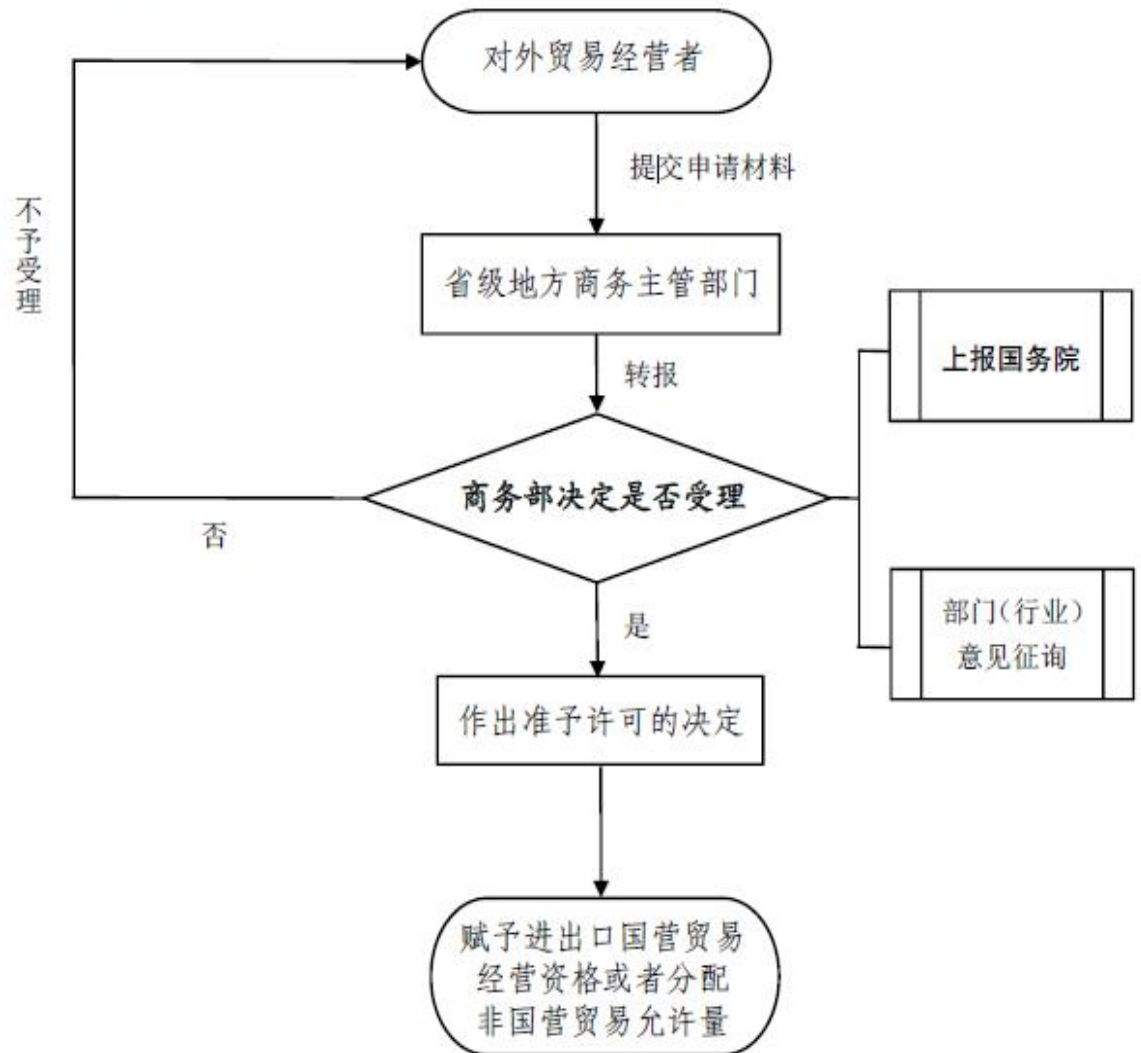 对外贸易经营者
提交申请材料
不予受理
省级地方商务主管部门
转报
上报国务院
商务部决定是否受理
否
是
部门(行业)
意见征询
作出准予许可的决定
赋予进出口国营贸易
经营资格或者分配
非国营贸易允许量